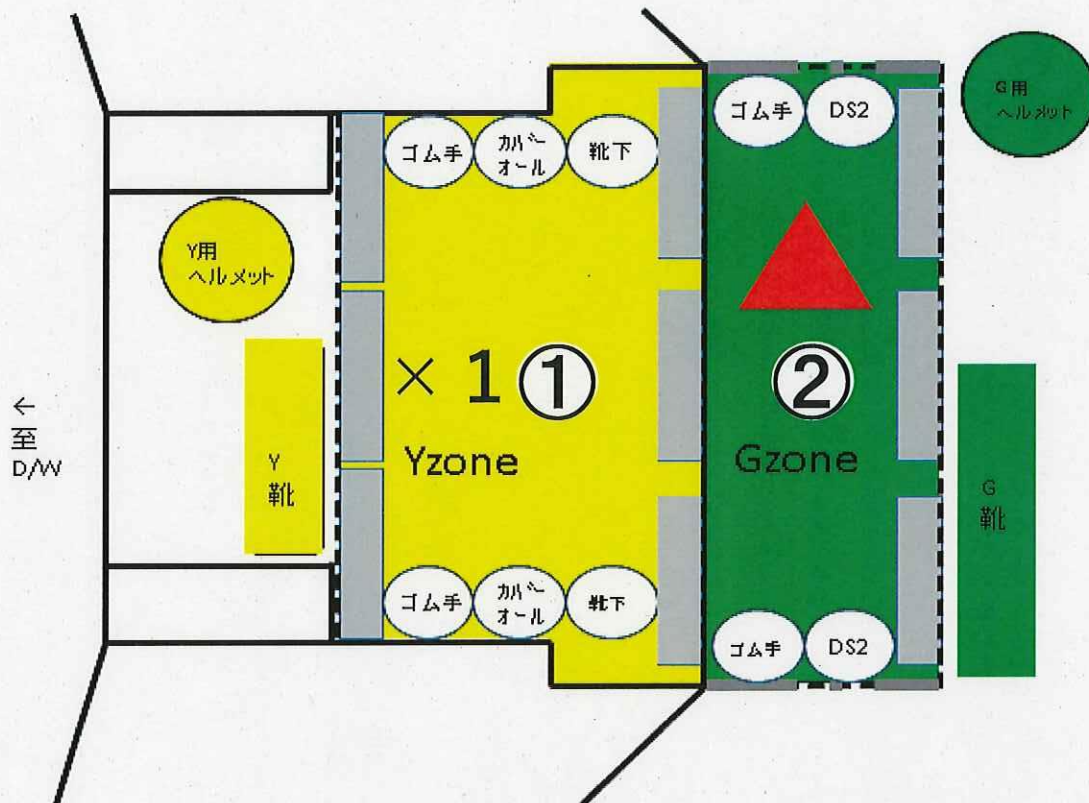 G用
ヘルメット
ゴム手
DS2
ゴム手
カバー
オール
靴下
Y用
ヘルメット
×1 ①
②
Yzone
Gzone
←
至
D/W
Y
靴
G
靴
ゴム手
カバー
オール
靴下
ゴム手
DS2